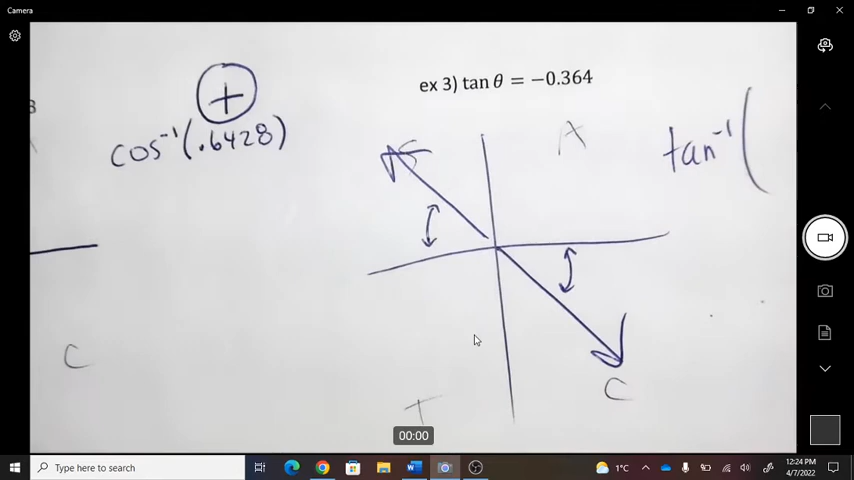 Camera
+
cos⁻¹(.6428)
C
ex 3) tan θ = −0.364
S
A
T
C
tan⁻¹(
00:00
Type here to search
1°C
12:24 PM
4/7/2022